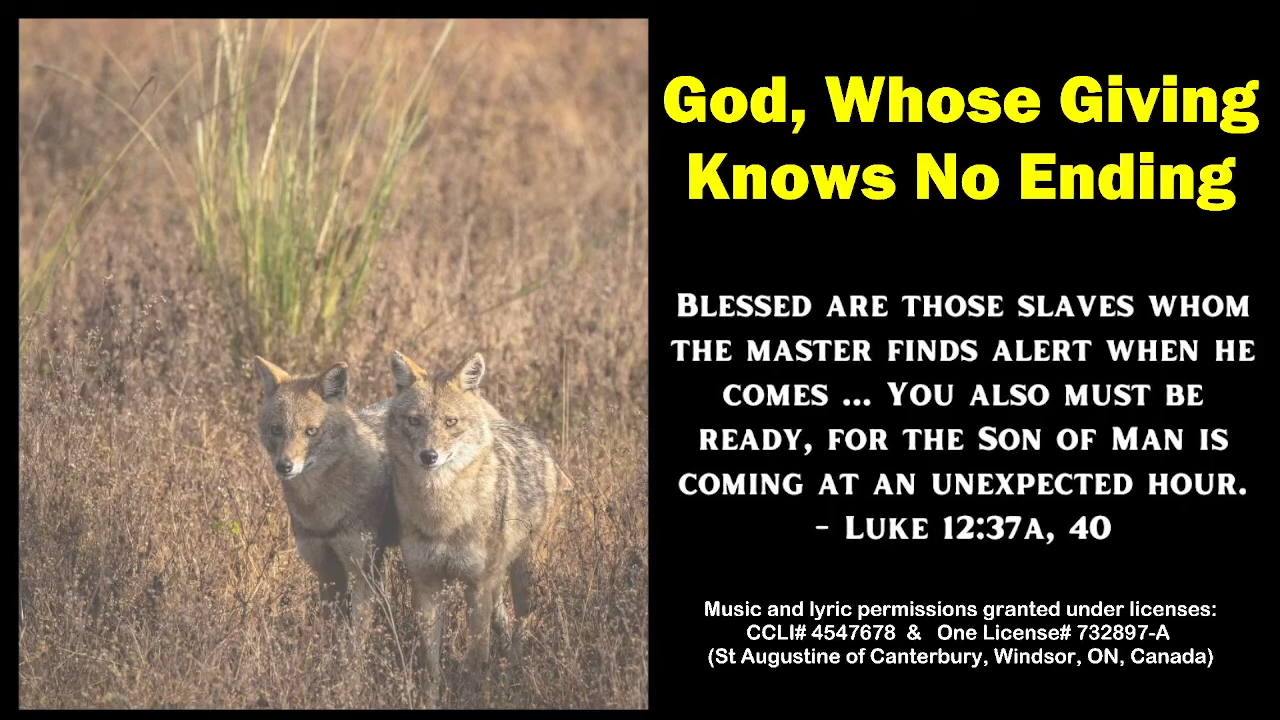 God, Whose Giving
Knows No Ending
Blessed are those slaves whom
the master finds alert when he
comes ... You also must be
ready, for the Son of Man is
coming at an unexpected hour.
- Luke 12:37a, 40
Music and lyric permissions granted under licenses:
CCLI# 4547678 & One License# 732897-A
(St Augustine of Canterbury, Windsor, ON, Canada)